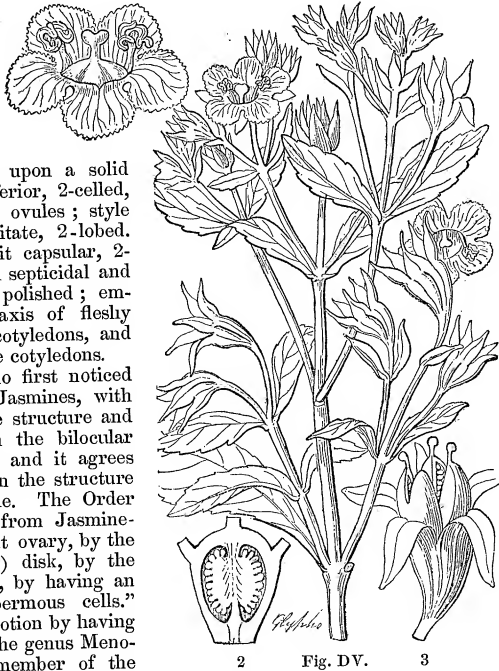 upon a solid
erior, 2-celled,
ovules ; style
itate, 2-lobed.
it capsular, 2-
septicidal and
polished ; em-
axis of fleshy
cotyledons, and
e cotyledons.
o first noticed
Jasmines, with
e structure and
n the bilocular
and it agrees
n the structure
le. The Order
from Jasmine-
t ovary, by the
) disk, by the
, by having an
permous cells."
otion by having
he genus Meno-
member of the
2 Fig. DV. 3